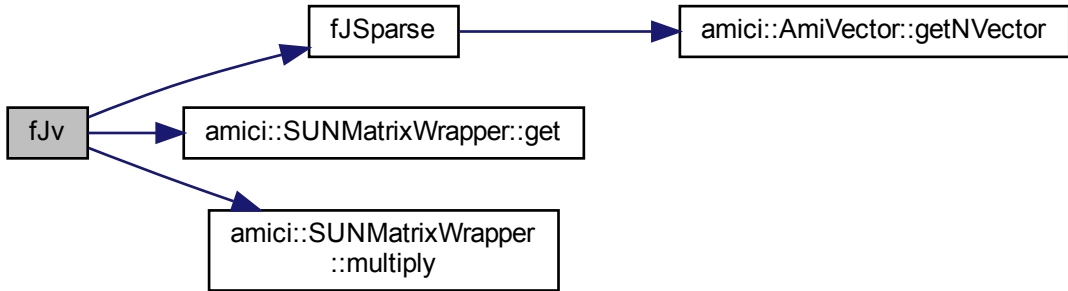 fJSparse
amici::AmiVector::getNVector
fJv
amici::SUNMatrixWrapper::get
amici::SUNMatrixWrapper
::multiply